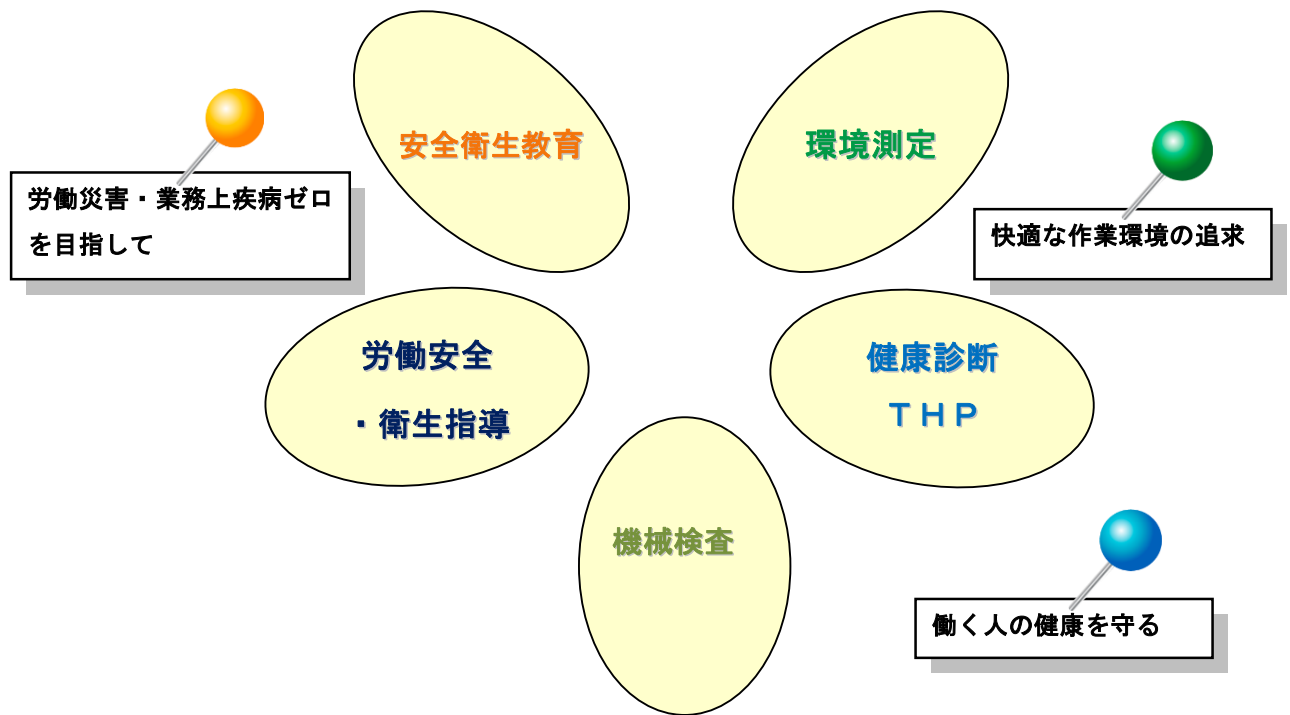 安全衛生教育
環境測定
労働災害・業務上疾病ゼロ
を目指して
快適な作業環境の追求
労働安全
・衛生指導
健康診断
ＴＨＰ
機械検査
働く人の健康を守る